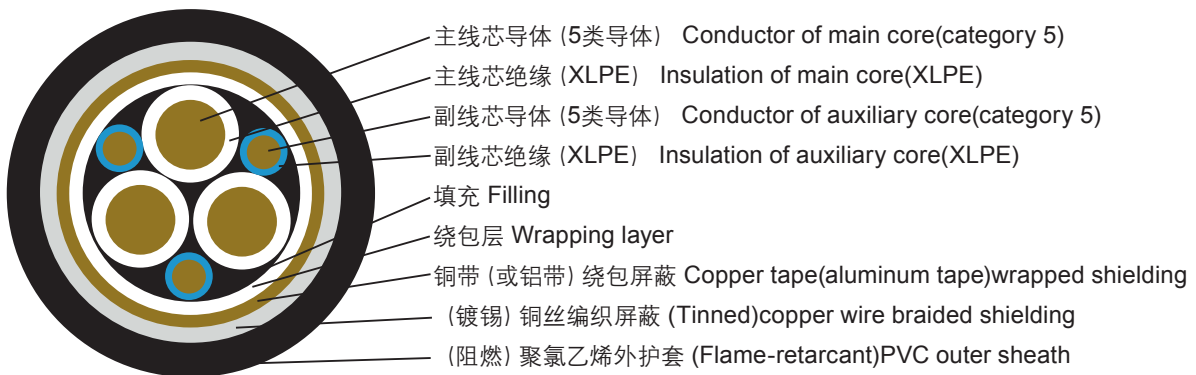 主线芯导体 (5类导体) Conductor of main core(category 5)
主线芯绝缘 (XLPE) Insulation of main core(XLPE)
副线芯导体 (5类导体) Conductor of auxiliary core(category 5)
副线芯绝缘 (XLPE) Insulation of auxiliary core(XLPE)
填充 Filling
绕包层 Wrapping layer
铜带 (或铝带) 绕包屏蔽 Copper tape(aluminum tape)wrapped shielding
(镀锡) 铜丝编织屏蔽 (Tinned)copper wire braided shielding
(阻燃) 聚氯乙烯外护套 (Flame-retarcant)PVC outer sheath